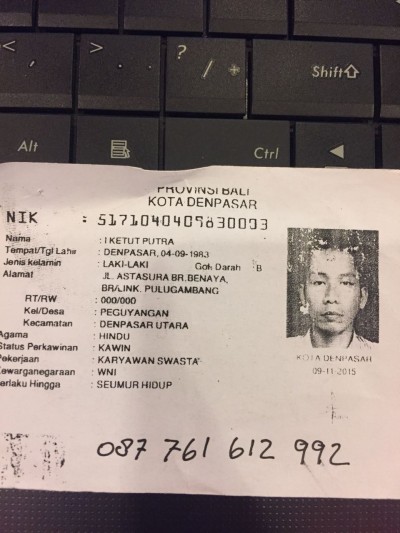 < > ?
, . / Shift
Alt Ctrl
PROVINSI BALI
KOTA DENPASAR
NIK : 5171040409830003
Nama : I KETUT PUTRA
Tempat/Tgl Lahir : DENPASAR, 04-09-1983
Jenis kelamin : LAKI-LAKI Gol. Darah : B
Alamat : JL. ASTASURA BR.BENAYA,
BR/LINK. PULUGAMBANG
RT/RW : 000/000
Kel/Desa : PEGUYANGAN
Kecamatan : DENPASAR UTARA
Agama : HINDU
Status Perkawinan : KAWIN
Pekerjaan : KARYAWAN SWASTA
Kewarganegaraan : WNI
Berlaku Hingga : SEUMUR HIDUP
KOTA DENPASAR
09-11-2015
087 761 612 992